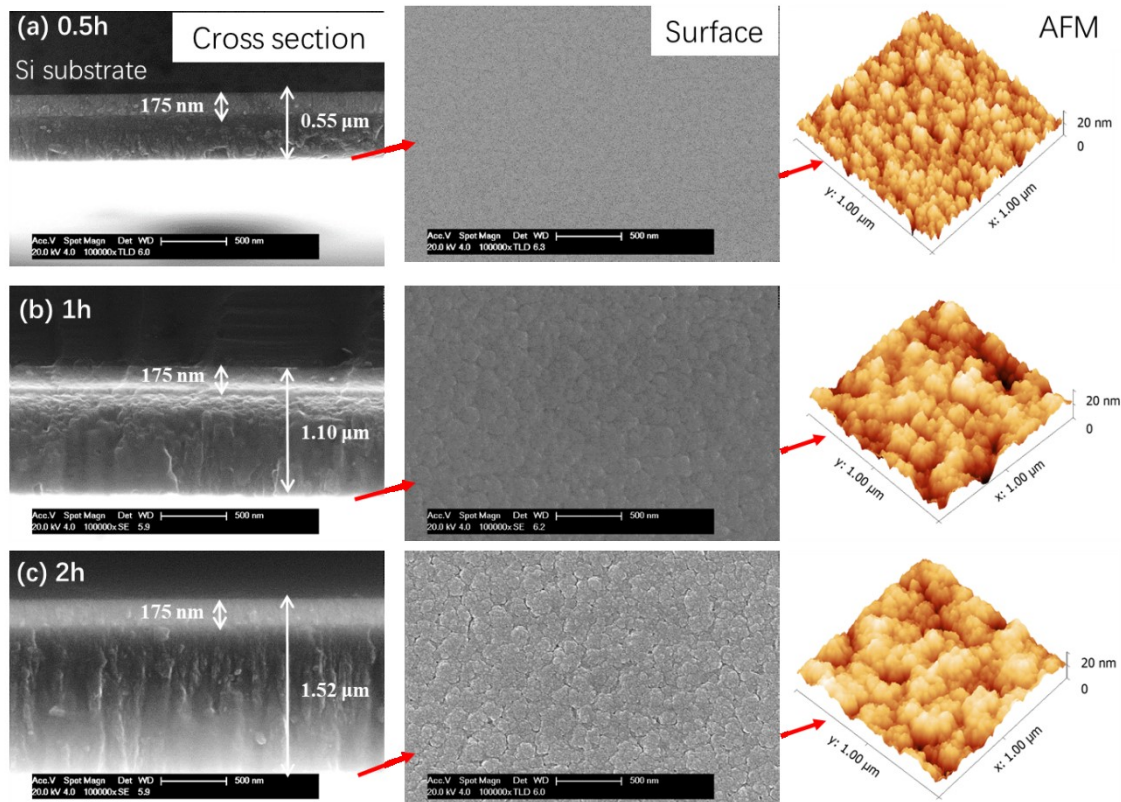 (a) 0.5h
Cross section
Si substrate
175 nm
0.55 µm
Acc.V Spot Magn Det WD 500 nm
20.0 kV 4.0 100000x TLD 6.0
Surface
Acc.V Spot Magn Det WD 500 nm
20.0 kV 4.0 100000x TLD 6.3
AFM
20 nm
0
y: 1.00 µm
x: 1.00 µm
(b) 1h
175 nm
1.10 µm
Acc.V Spot Magn Det WD 500 nm
20.0 kV 4.0 100000x SE 5.9
Acc.V Spot Magn Det WD 500 nm
20.0 kV 4.0 100000x SE 6.2
20 nm
0
y: 1.00 µm
x: 1.00 µm
(c) 2h
175 nm
1.52 µm
Acc.V Spot Magn Det WD 500 nm
20.0 kV 4.0 100000x SE 5.9
Acc.V Spot Magn Det WD 500 nm
20.0 kV 4.0 100000x TLD 6.0
20 nm
0
y: 1.00 µm
x: 1.00 µm